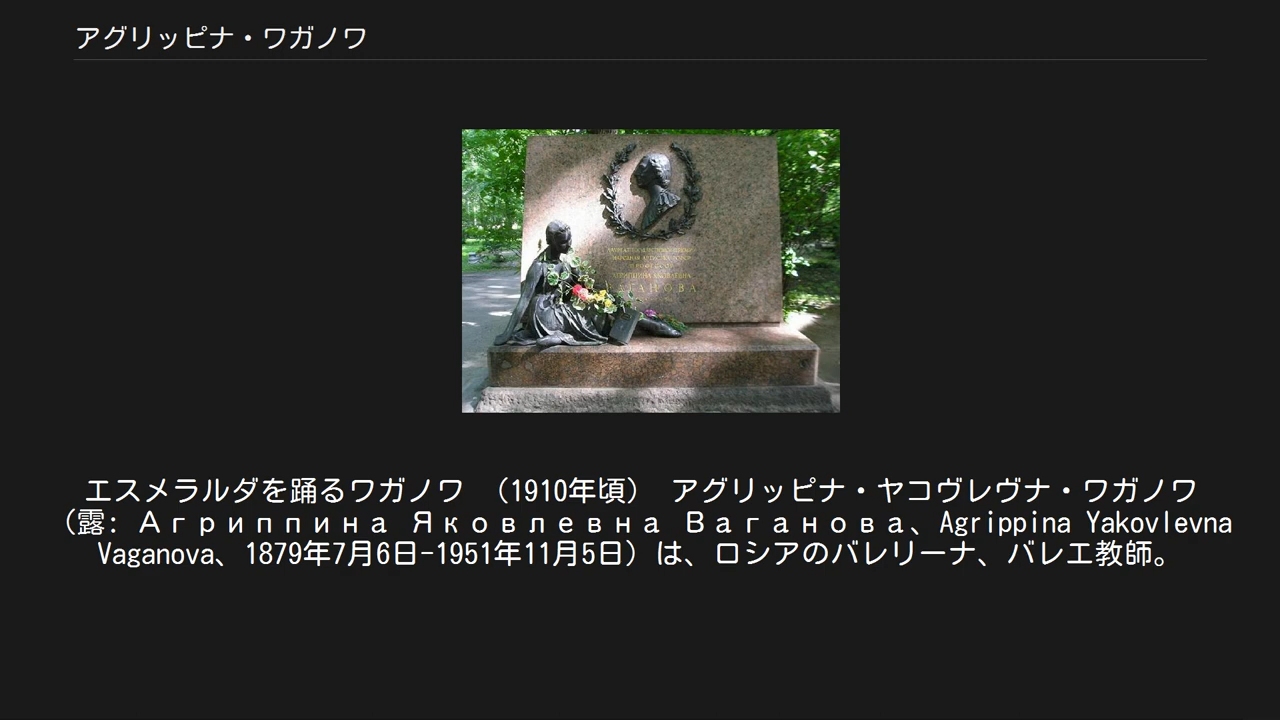 アグリッピナ・ワガノワ
ВАГАНОВА
エスメラルダを踊るワガノワ （1910年頃） アグリッピナ・ヤコヴレヴナ・ワガノワ
（露: Агриппина Яковлевна Ваганова、Agrippina Yakovlevna
Vaganova、1879年7月6日-1951年11月5日）は、ロシアのバレリーナ、バレエ教師。